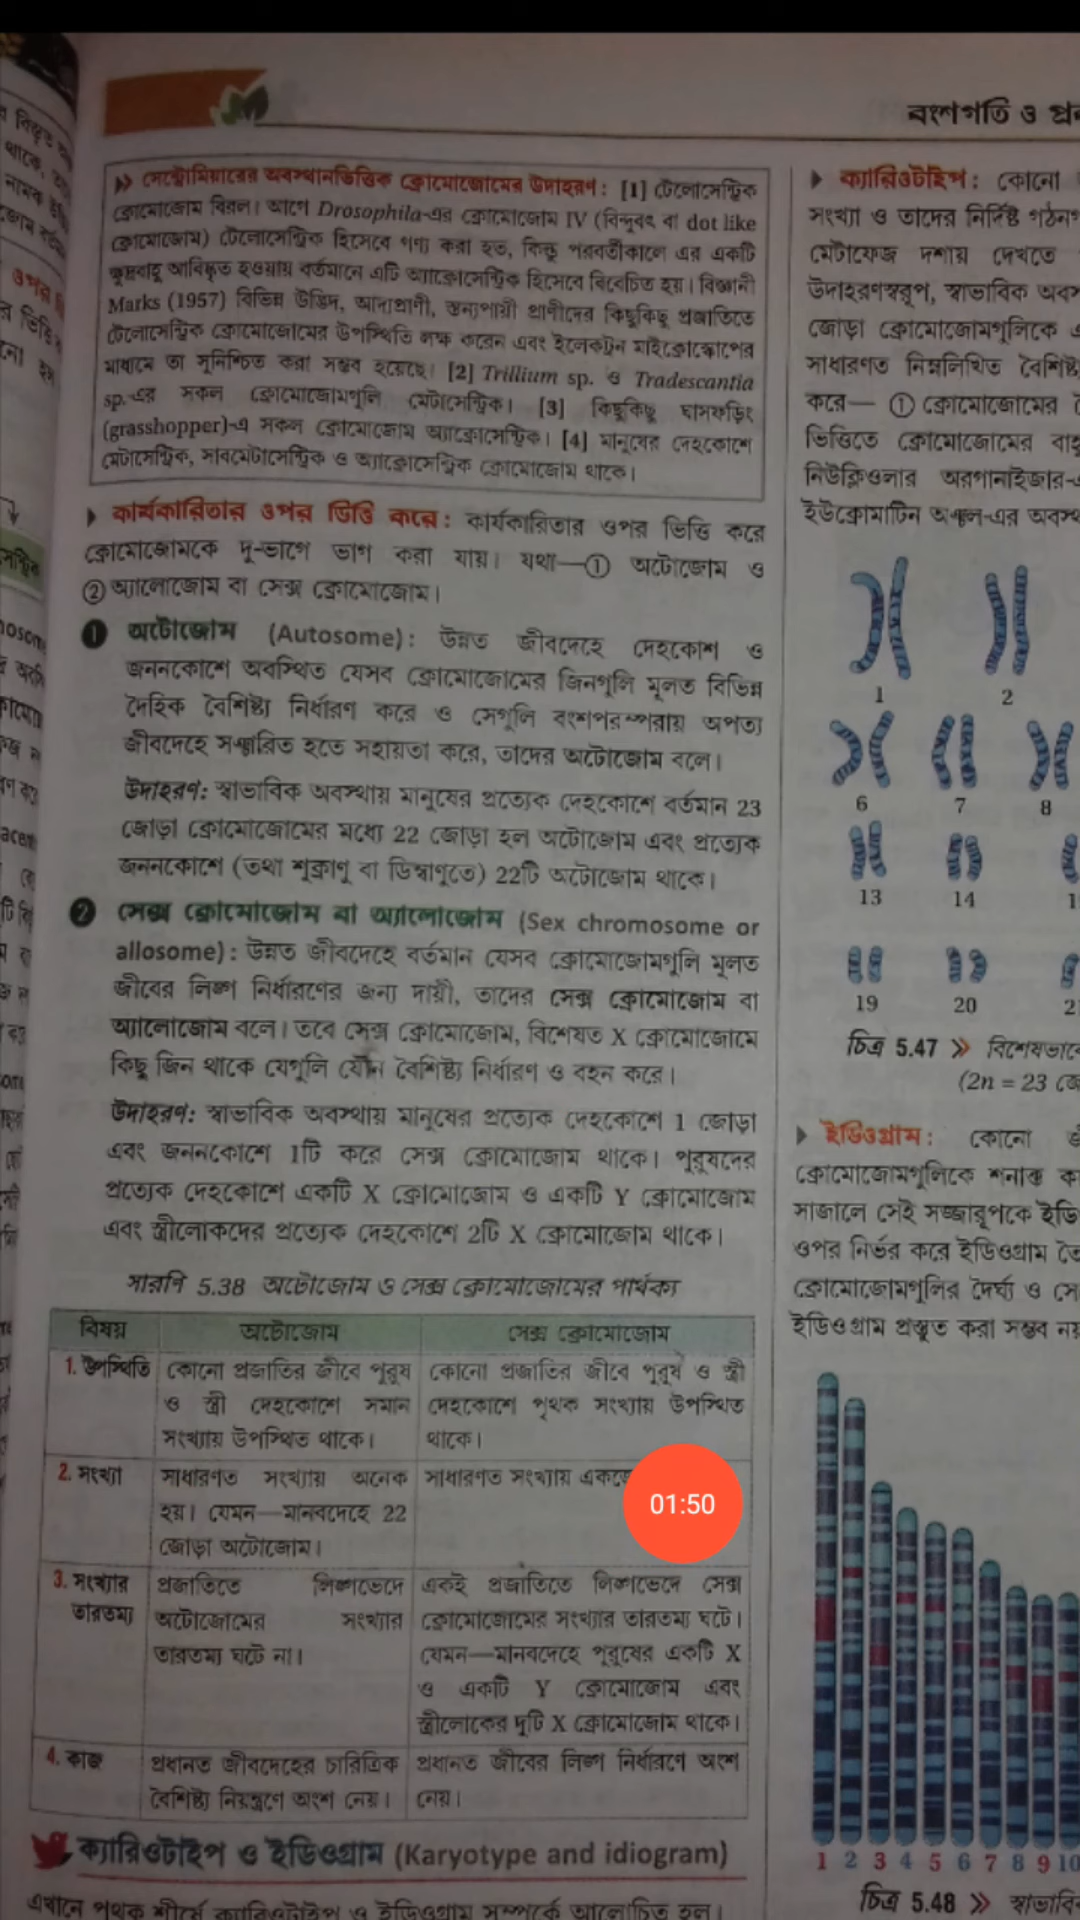 বংশগতি ও
» সেন্ট্রোমিয়ারের অবস্থানভিত্তিক ক্রোমোজোমের উদাহরণ : [1] টেলোসেন্ট্রিক
ক্রোমোজোম বিরল। আগে Drosophila-এর ক্রোমোজোম IV (বিন্দুবৎ বা dot like
ক্রোমোজোম) টেলোসেন্ট্রিক হিসেবে গণ্য করা হত, কিন্তু পরবর্তীকালে এর একটি
ক্ষুদ্রবাহু আবিষ্কৃত হওয়ায় বর্তমানে এটি অ্যাক্রোসেন্ট্রিক হিসেবে বিবেচিত হয়। বিজ্ঞানী
Marks (1957) বিভিন্ন উদ্ভিদ, আদ্যপ্রাণী, স্তন্যপায়ী প্রাণীদের কিছুকিছু প্রজাতিতে
টেলোসেন্ট্রিক ক্রোমোজোমের উপস্থিতি লক্ষ করেন এবং ইলেকট্রন মাইক্রোস্কোপের
মাধ্যমে তা সুনিশ্চিত করা সম্ভব হয়েছে। [2] Trillium sp. ও Tradescantia
sp.-এর সকল ক্রোমোজোমগুলি মেটাসেন্ট্রিক। [3] কিছুকিছু ঘাসফড়িং
(grasshopper)-এ সকল ক্রোমোজোম অ্যাক্রোসেন্ট্রিক। [4] মানুষের দেহকোশে
মেটাসেন্ট্রিক, সাবমেটাসেন্ট্রিক ও অ্যাক্রোসেন্ট্রিক ক্রোমোজোম থাকে।
কার্যকারিতার ওপর ভিত্তি করে : কার্যকারিতার ওপর ভিত্তি করে
ক্রোমোজোমকে দু-ভাগে ভাগ করা যায়। যথা—① অটোজোম ও
② অ্যালোজোম বা সেক্স ক্রোমোজোম।
❶ অটোজোম (Autosome) : উন্নত জীবদেহে দেহকোশ ও
জননকোশে অবস্থিত যেসব ক্রোমোজোমের জিনগুলি মূলত বিভিন্ন
দৈহিক বৈশিষ্ট্য নির্ধারণ করে ও সেগুলি বংশপরম্পরায় অপত্য
জীবদেহে সঞ্চারিত হতে সহায়তা করে, তাদের অটোজোম বলে।
উদাহরণ: স্বাভাবিক অবস্থায় মানুষের প্রত্যেক দেহকোশে বর্তমান 23
জোড়া ক্রোমোজোমের মধ্যে 22 জোড়া হল অটোজোম এবং প্রত্যেক
জননকোশে (তথা শুক্রাণু বা ডিম্বাণুতে) 22টি অটোজোম থাকে।
❷ সেক্স ক্রোমোজোম বা অ্যালোজোম (Sex chromosome or
allosome) : উন্নত জীবদেহে বর্তমান যেসব ক্রোমোজোমগুলি মূলত
জীবের লিঙ্গ নির্ধারণের জন্য দায়ী, তাদের সেক্স ক্রোমোজোম বা
অ্যালোজোম বলে। তবে সেক্স ক্রোমোজোম, বিশেষত X ক্রোমোজোমে
কিছু জিন থাকে যেগুলি যৌন বৈশিষ্ট্য নির্ধারণ ও বহন করে।
উদাহরণ: স্বাভাবিক অবস্থায় মানুষের প্রত্যেক দেহকোশে 1 জোড়া
এবং জননকোশে 1টি করে সেক্স ক্রোমোজোম থাকে। পুরুষদের
প্রত্যেক দেহকোশে একটি X ক্রোমোজোম ও একটি Y ক্রোমোজোম
এবং স্ত্রীলোকদের প্রত্যেক দেহকোশে 2টি X ক্রোমোজোম থাকে।
সারণি 5.38 অটোজোম ও সেক্স ক্রোমোজোমের পার্থক্য
বিষয় অটোজোম সেক্স ক্রোমোজোম
1. উপস্থিতি কোনো প্রজাতির জীবে পুরুষ কোনো প্রজাতির জীবে পুরুষ ও স্ত্রী
ও স্ত্রী দেহকোশে সমান দেহকোশে পৃথক সংখ্যায় উপস্থিত
সংখ্যায় উপস্থিত থাকে। থাকে।
2. সংখ্যা সাধারণত সংখ্যায় অনেক সাধারণত সংখ্যায়
হয়। যেমন—মানবদেহে 22
জোড়া অটোজোম।
01:50
3. সংখ্যার প্রজাতিতে লিঙ্গভেদে একই প্রজাতিতে লিঙ্গভেদে সেক্স
তারতম্য অটোজোমের সংখ্যার ক্রোমোজোমের সংখ্যার তারতম্য ঘটে।
তারতম্য ঘটে না। যেমন—মানবদেহে পুরুষের একটি X
ও একটি Y ক্রোমোজোম এবং
স্ত্রীলোকের দুটি X ক্রোমোজোম থাকে।
4. কাজ প্রধানত জীবদেহের চারিত্রিক প্রধানত জীবের লিঙ্গ নির্ধারণে অংশ
বৈশিষ্ট্য নিয়ন্ত্রণে অংশ নেয়। নেয়।
ক্যারিওটাইপ ও ইডিওগ্রাম (Karyotype and idiogram)
এখানে পৃথক শীর্ষে ক্যারিওটাইপ ও ইডিওগ্রাম সম্পর্কে আলোচিত হল।
ক্যারিওটাইপ : কোনো
সংখ্যা ও তাদের নির্দিষ্ট
মেটাফেজ দশায় দেখতে
উদাহরণস্বরূপ, স্বাভাবিক
জোড়া ক্রোমোজোমগুলিকে
সাধারণত নিম্নলিখিত
করে— ① ক্রোমোজোমের
ভিত্তিতে ক্রোমোজোমের
নিউক্লিওলার অরগানাইজার
ইউক্রোমাটিন অঞ্চল-এর
1 2
6 7 8
13 14
19 20
চিত্র 5.47 »
(2n = 23
ইডিওগ্রাম : কোনো
ক্রোমোজোমগুলিকে শনাক্ত
সাজালে সেই সজ্জারূপকে
ওপর নির্ভর করে ইডিওগ্রাম
ক্রোমোজোমগুলির দৈর্ঘ্য ও
ইডিওগ্রাম প্রস্তুত করা সম্ভব নয়
1 2 3 4 5 6 7 8 9 10
চিত্র 5.48 »